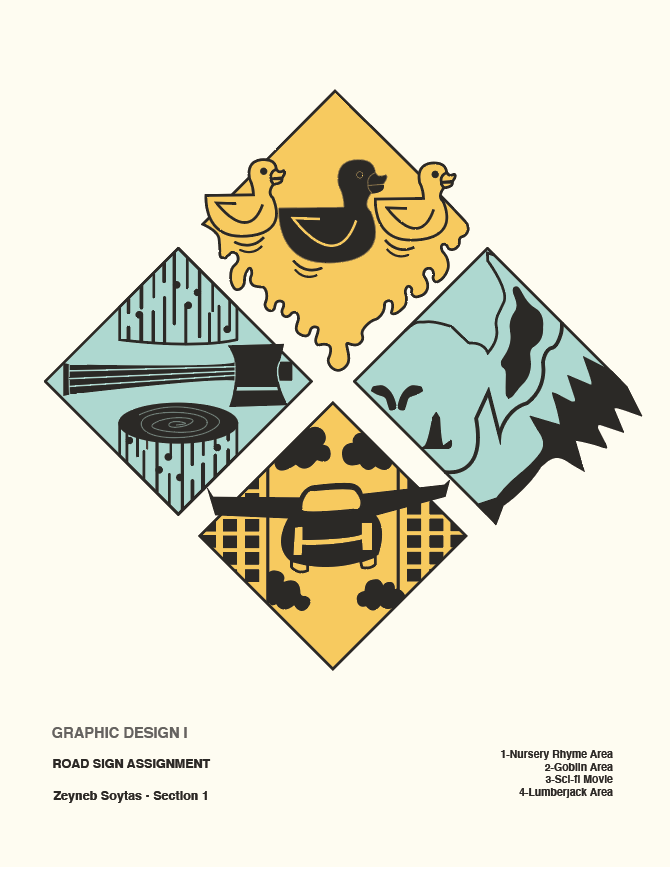 GRAPHIC DESIGN I
ROAD SIGN ASSIGNMENT
Zeyneb Soytas - Section 1
1-Nursery Rhyme Area
2-Goblin Area
3-Sci-fi Movie
4-Lumberjack Area